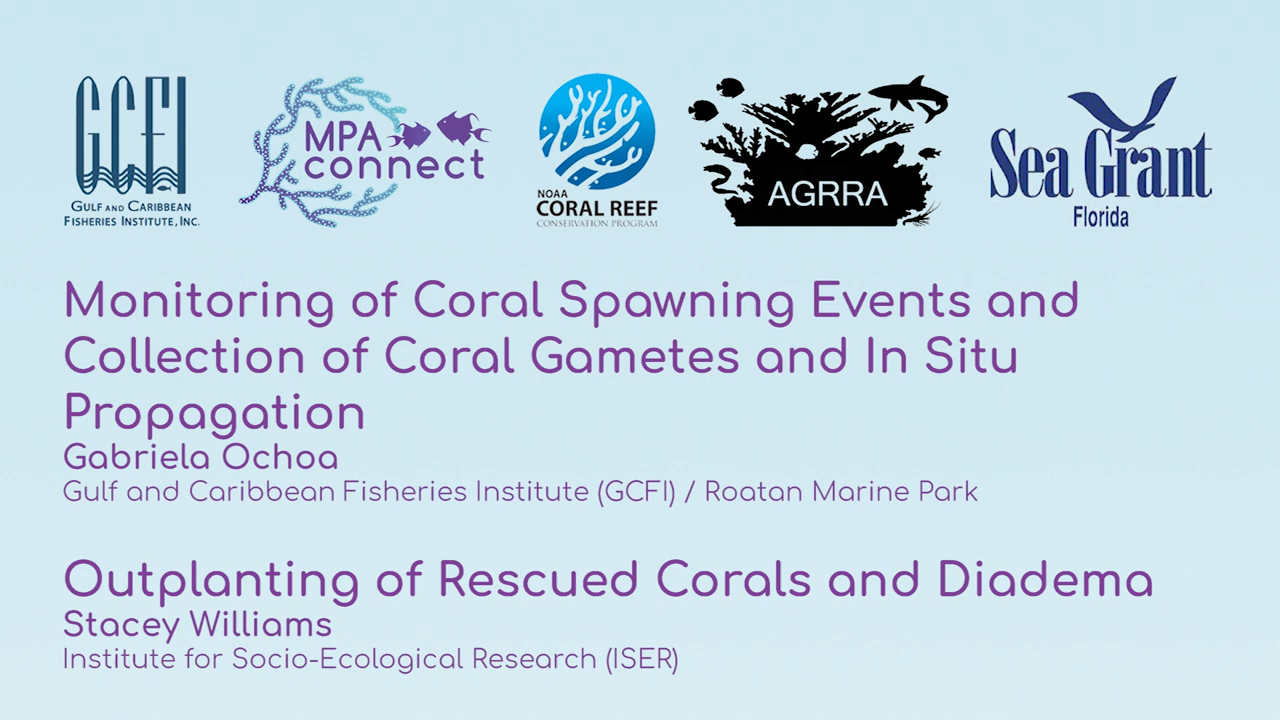 GCFI
GULF AND CARIBBEAN
FISHERIES INSTITUTE, INC.
MPA
connect
NOAA
CORAL REEF
CONSERVATION PROGRAM
AGRRA
Sea Grant
Florida
Monitoring of Coral Spawning Events and
Collection of Coral Gametes and In Situ
Propagation
Gabriela Ochoa
Gulf and Caribbean Fisheries Institute (GCFI) / Roatan Marine Park
Outplanting of Rescued Corals and Diadema
Stacey Williams
Institute for Socio-Ecological Research (ISER)